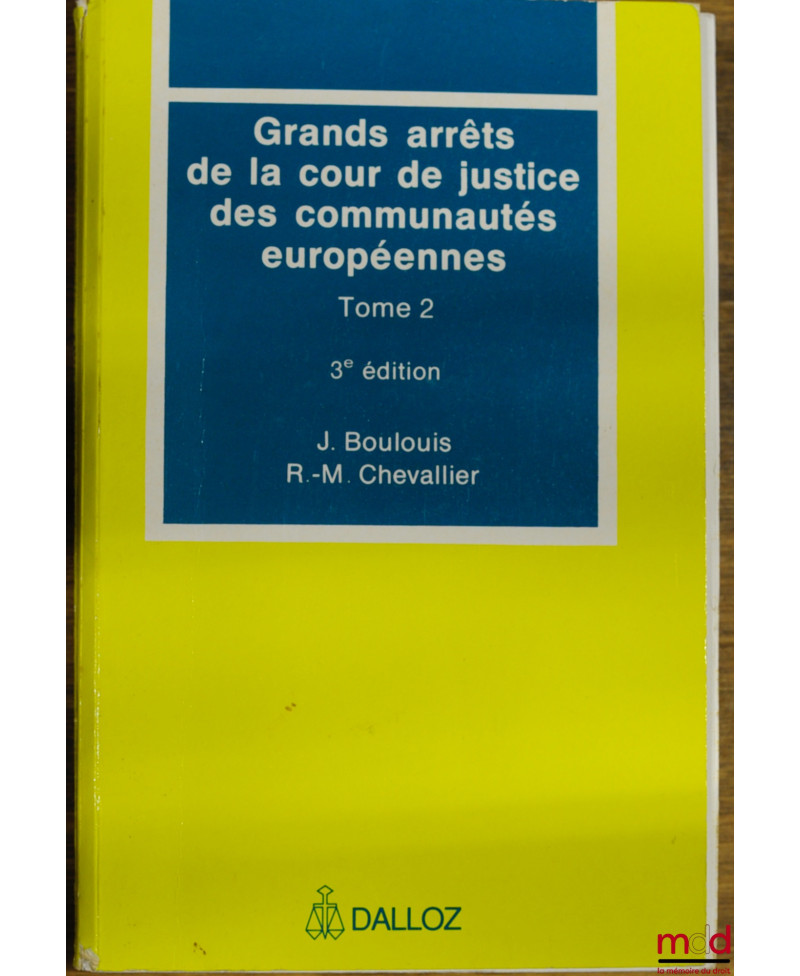 Grands arrêts
de la cour de justice
des communautés
européennes
Tome 2
3e édition
J. Boulouis
R.-M. Chevallier
DALLOZ
mdd
la mémoire du droit